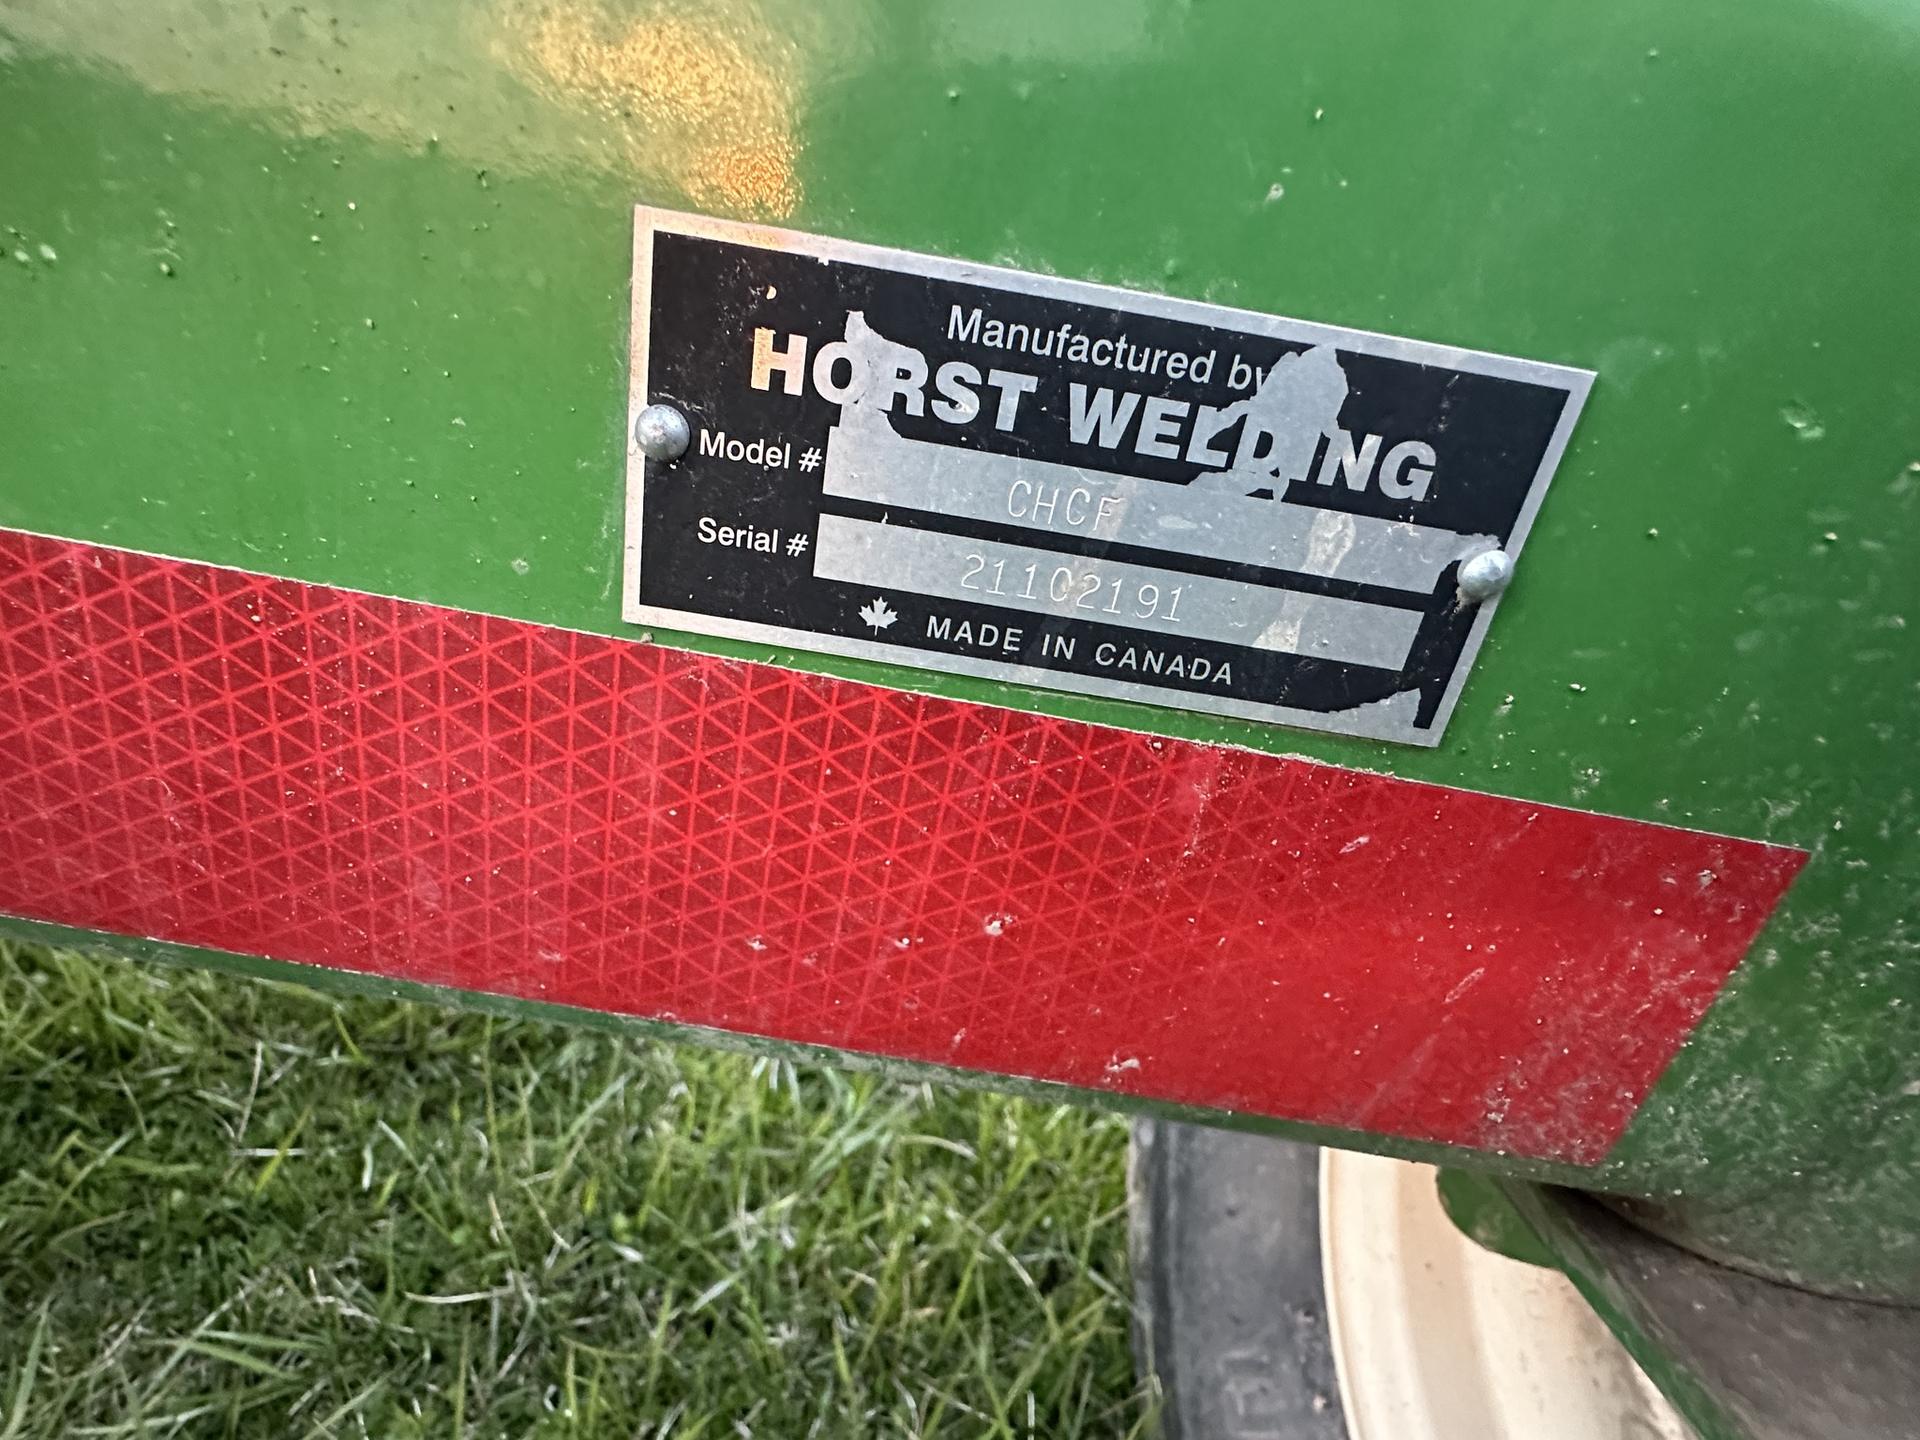 Manufactured by
HORST WELDING
Model # CHCF
Serial # 21102191
MADE IN CANADA